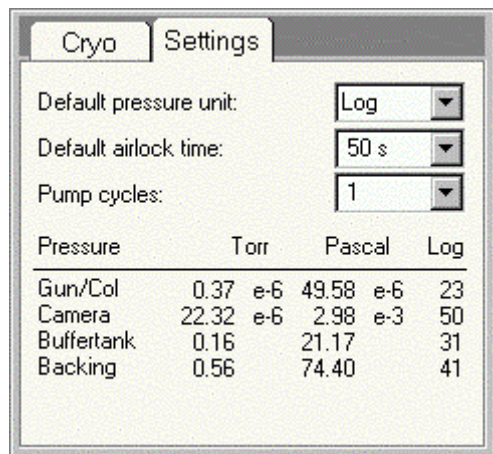 Cryo Settings
Default pressure unit: Log
Default airlock time: 50 s
Pump cycles: 1
Pressure Torr Pascal Log
Gun/Col 0.37 e-6 49.58 e-6 23
Camera 22.32 e-6 2.98 e-3 50
Buffertank 0.16 21.17 31
Backing 0.56 74.40 41